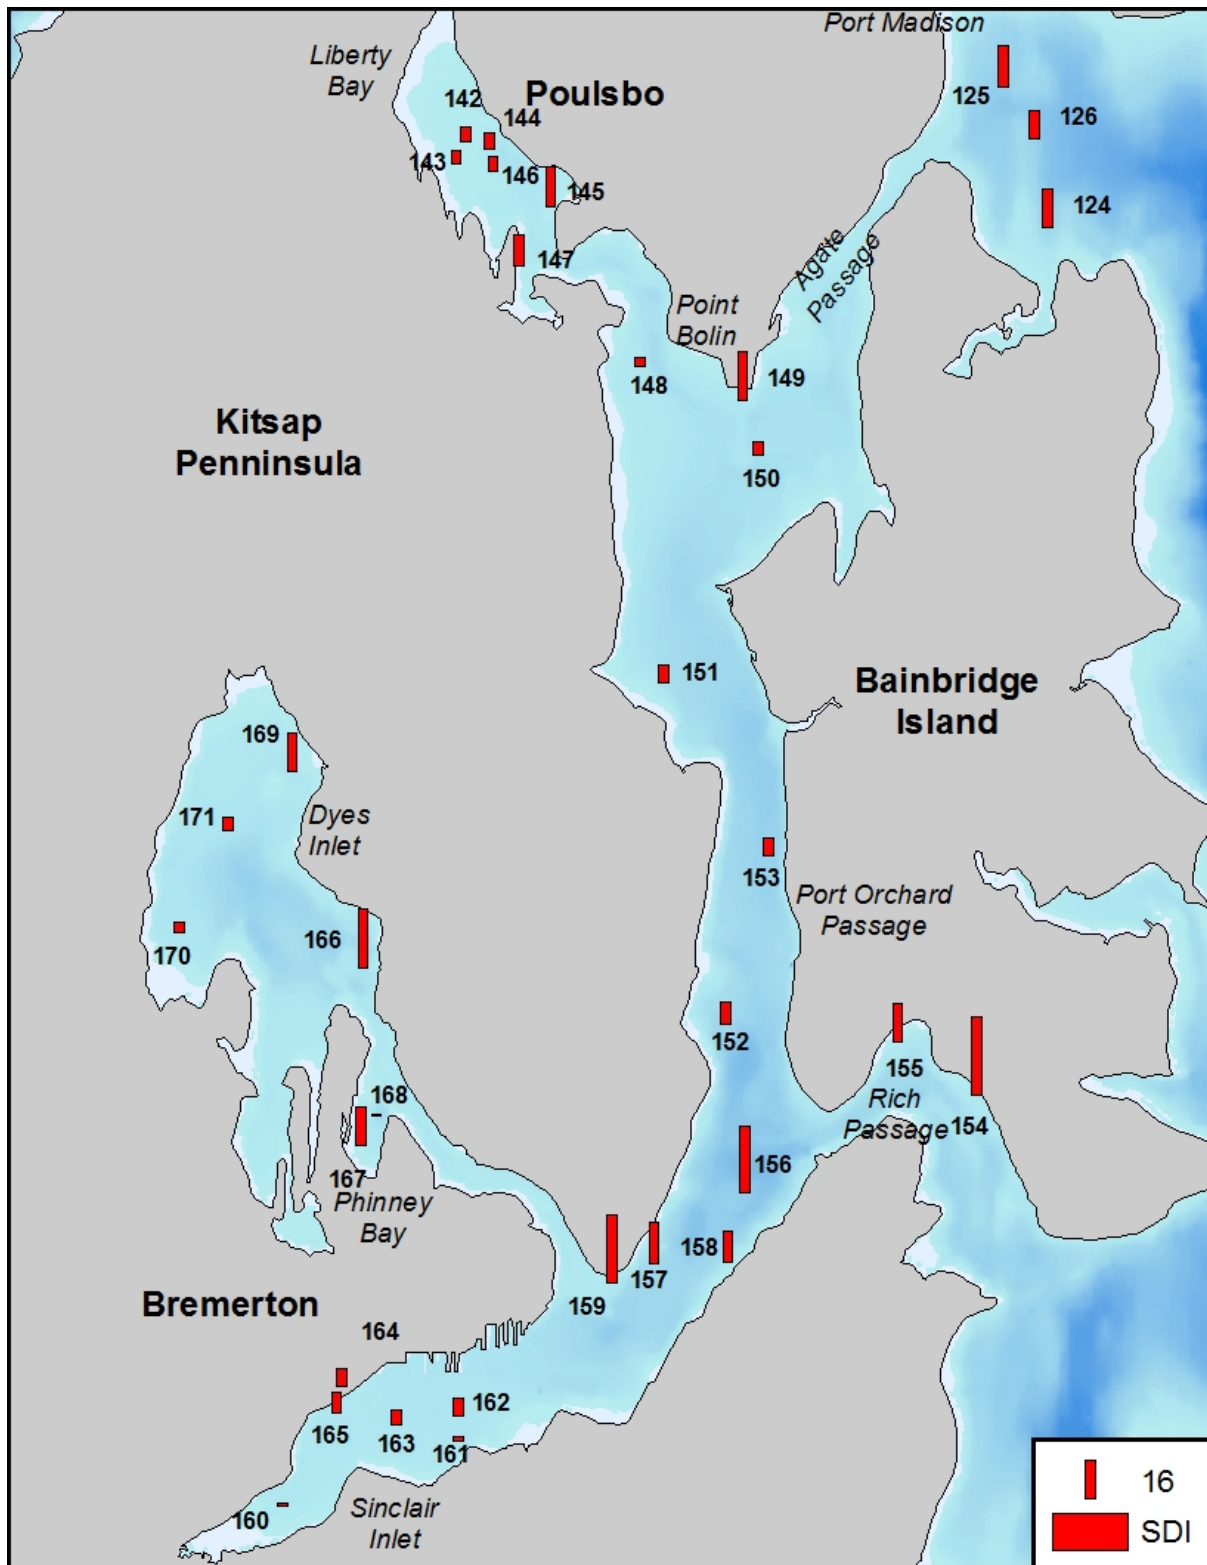 Port Madison
Liberty
Bay
142
Poulsbo
125
144
126
143
146
145
124
147
Agate
Passage
Point
Bolin
148
149
Kitsap
Penninsula
150
151
Bainbridge
Island
169
171
Dyes
Inlet
153
Port Orchard
Passage
166
170
152
155
168
Rich
Passage
154
156
167
Phinney
Bay
158
157
159
Bremerton
164
162
165
163
161
160
Sinclair
Inlet
16
SDI